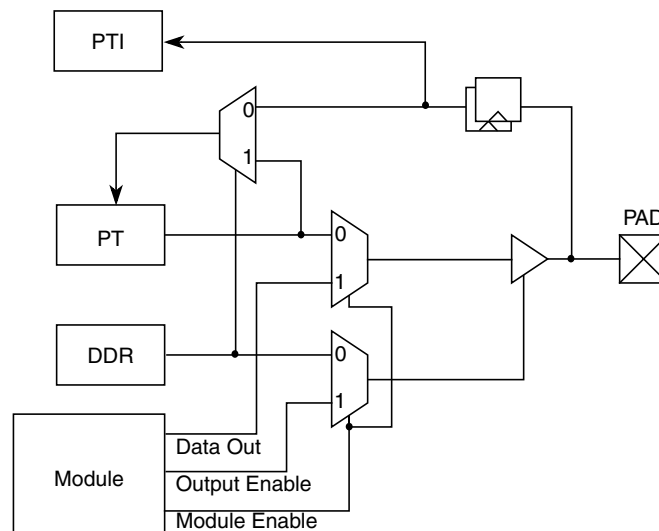 PTI
0
1
PT
PAD
0
1
DDR
0
1
Module
Data Out
Output Enable
Module Enable